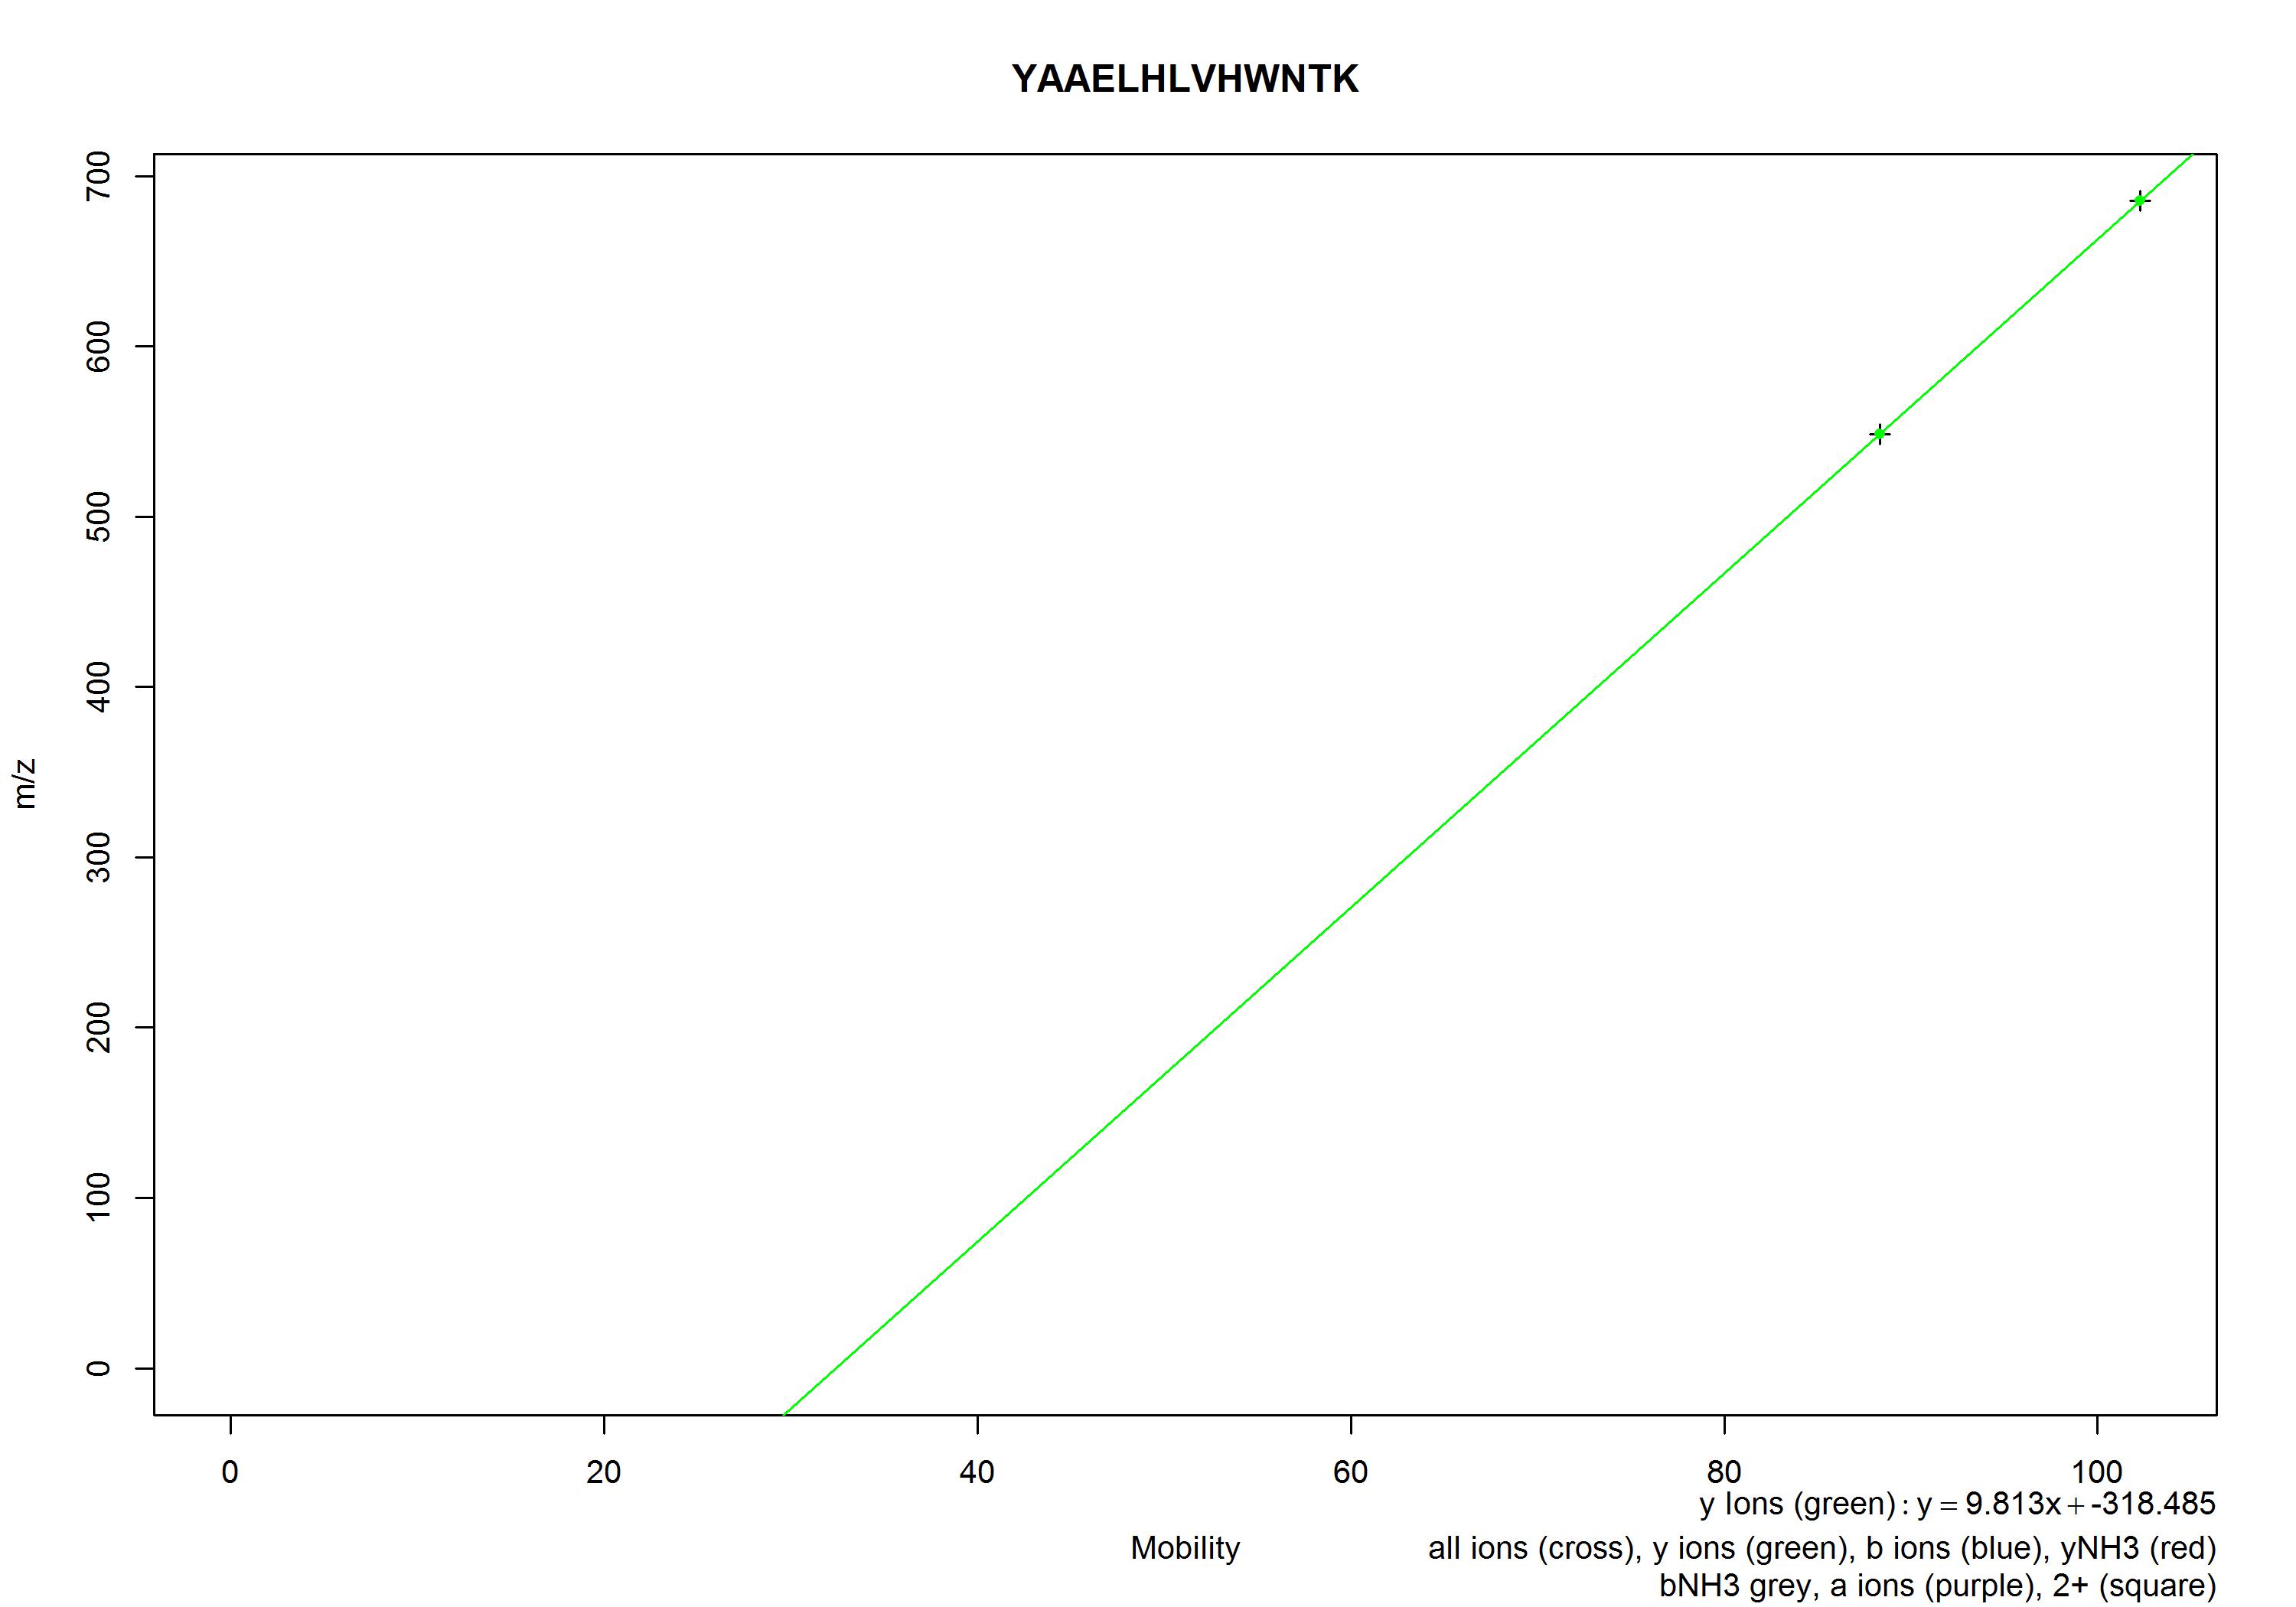 YAAELHLVHWNTK
700
600
500
400
300
200
100
0
m/z
0 20 40 60 80 100
y Ions (green) : y = 9.813x + -318.485
Mobility
all ions (cross), y ions (green), b ions (blue), yNH3 (red)
bNH3 grey, a ions (purple), 2+ (square)